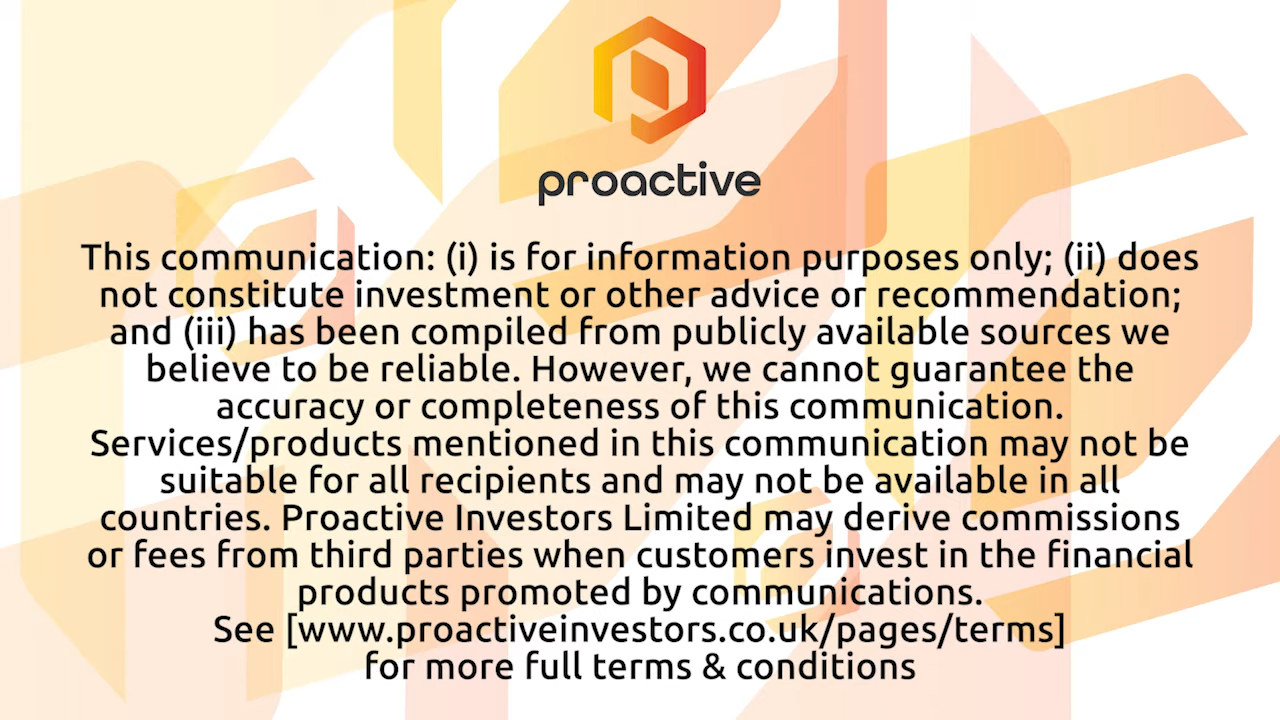 proactive
This communication: (i) is for information purposes only; (ii) does
not constitute investment or other advice or recommendation;
and (iii) has been compiled from publicly available sources we
believe to be reliable. However, we cannot guarantee the
accuracy or completeness of this communication.
Services/products mentioned in this communication may not be
suitable for all recipients and may not be available in all
countries. Proactive Investors Limited may derive commissions
or fees from third parties when customers invest in the financial
products promoted by communications.
See [www.proactiveinvestors.co.uk/pages/terms]
for more full terms & conditions